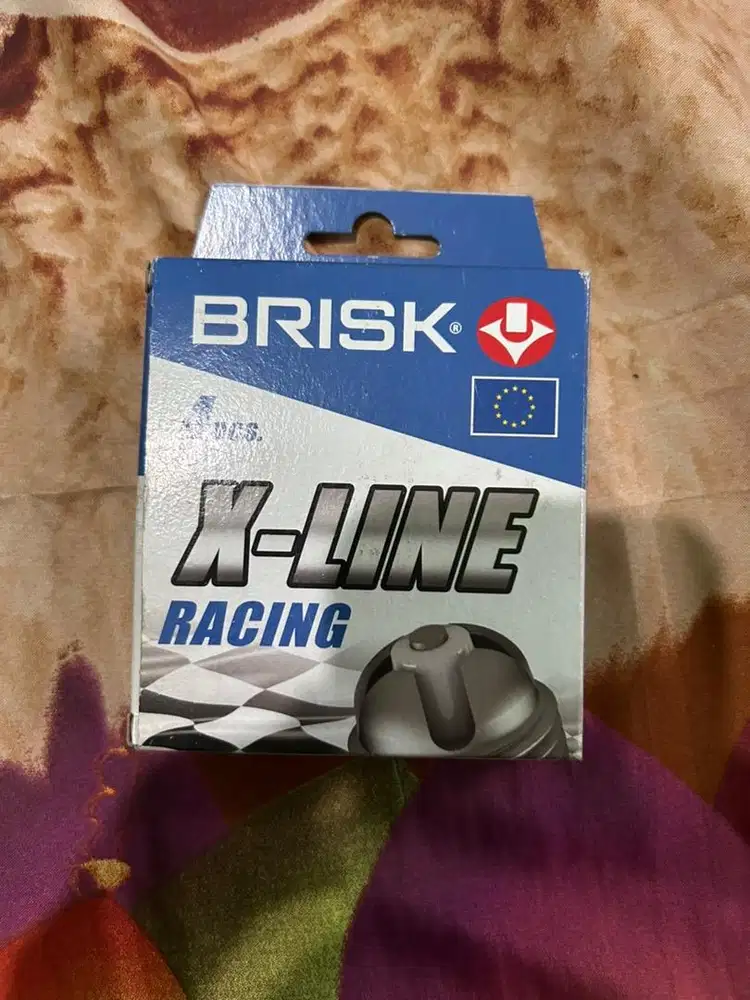 BRISK®
4 pcs.
X-LINE
RACING